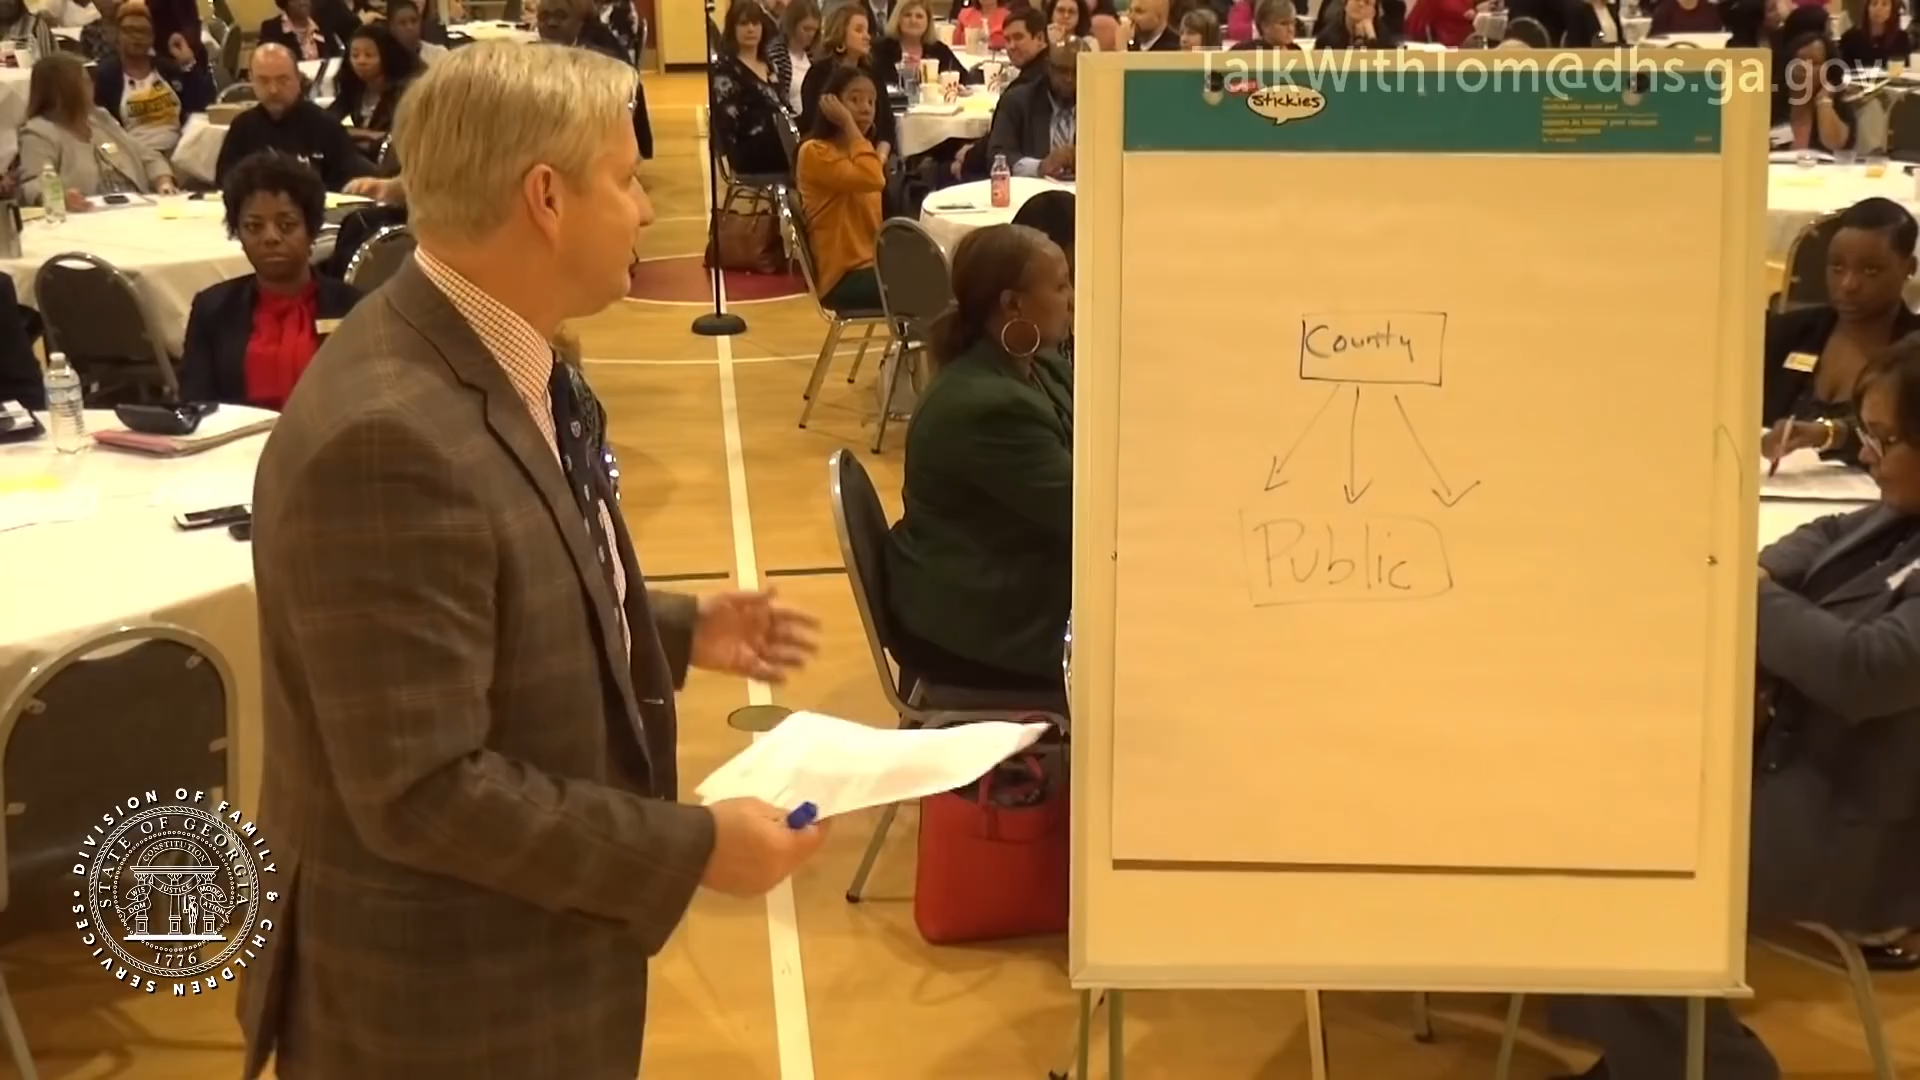 TalkWithTom@dhs.ga.gov
stickies
County
Public
DIVISION OF FAMILY & CHILDREN SERVICES
STATE OF GEORGIA
CONSTITUTION
WISDOM JUSTICE MODERATION
1776